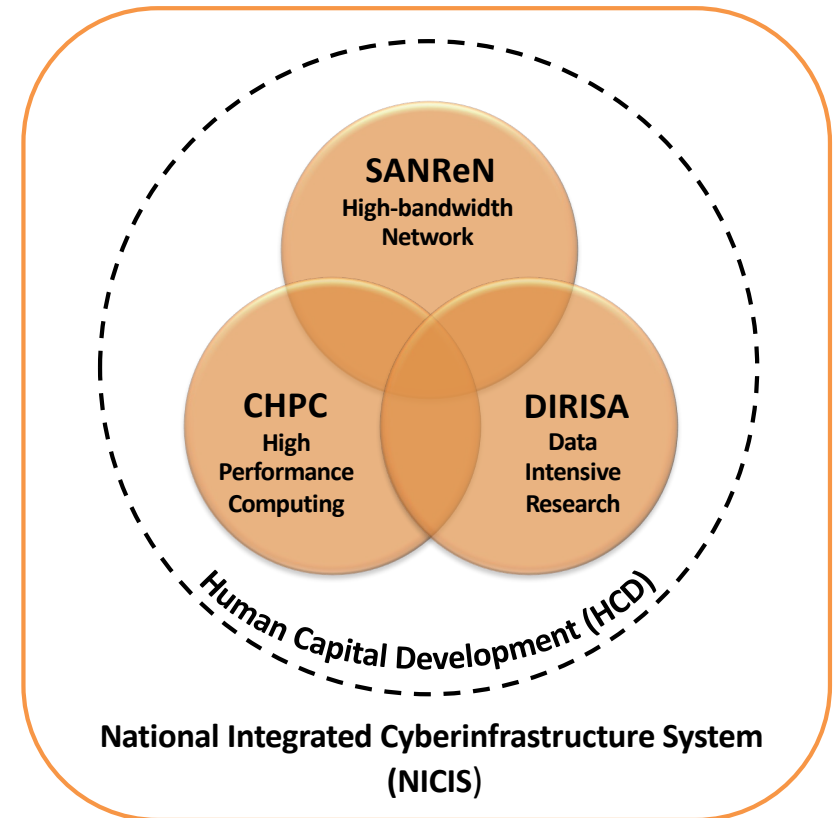 SANReN
High-bandwidth
Network
CHPC
High
Performance
Computing
DIRISA
Data
Intensive
Research
Human Capital Development (HCD)
National Integrated Cyberinfrastructure System
(NICIS)